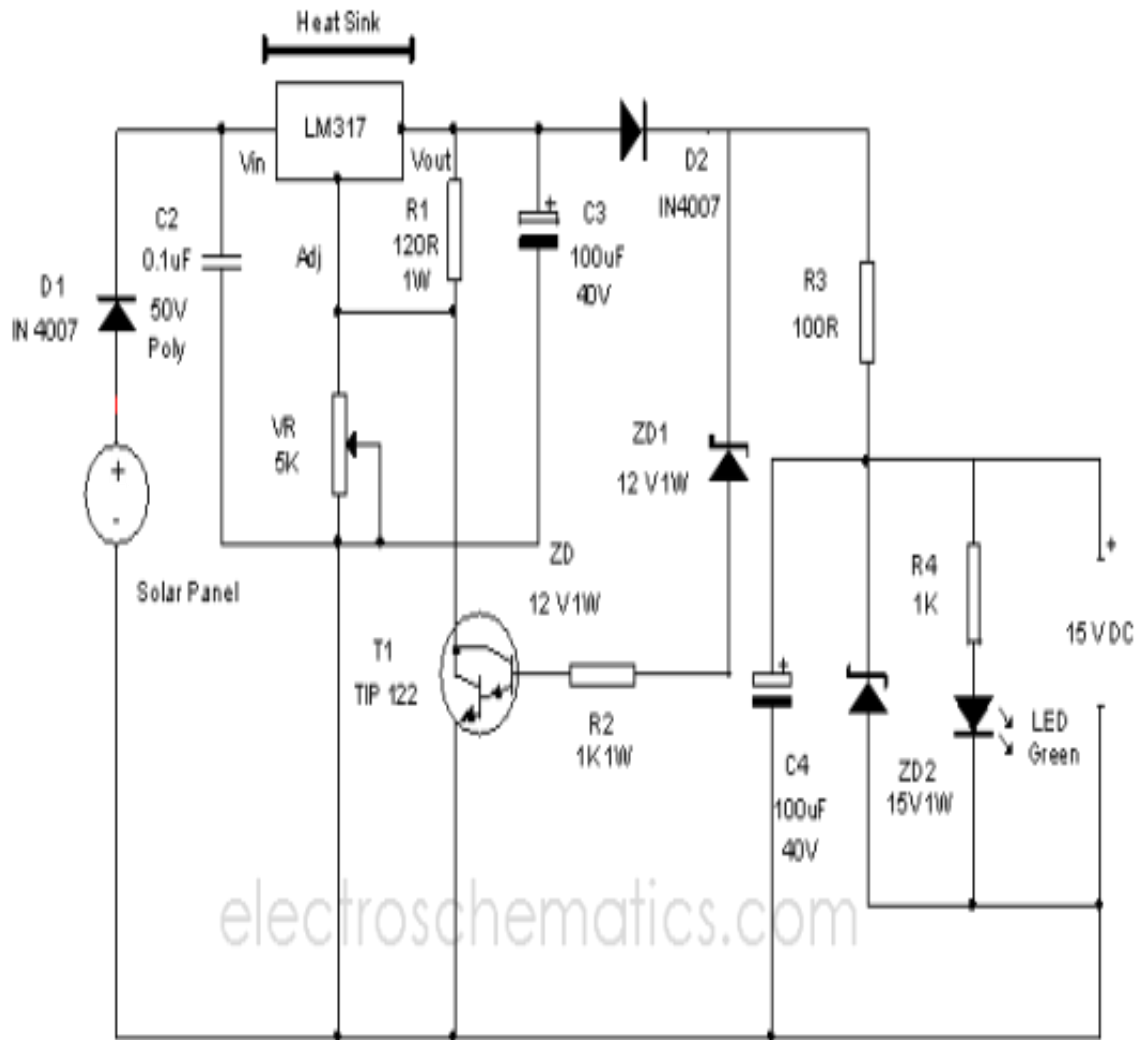 Heat Sink
LM317
Vin
Vout
Adj
C2
0.1uF
50V
Poly
D1
IN 4007
R1
120R
1W
C3
+
100uF
40V
D2
IN4007
R3
100R
VR
5K
ZD1
12 V 1W
+
-
Solar Panel
ZD
12 V 1W
T1
TIP 122
R2
1K 1W
+
C4
100uF
40V
ZD2
15V 1W
R4
1K
LED
Green
+
15 V DC
electroschematics.com